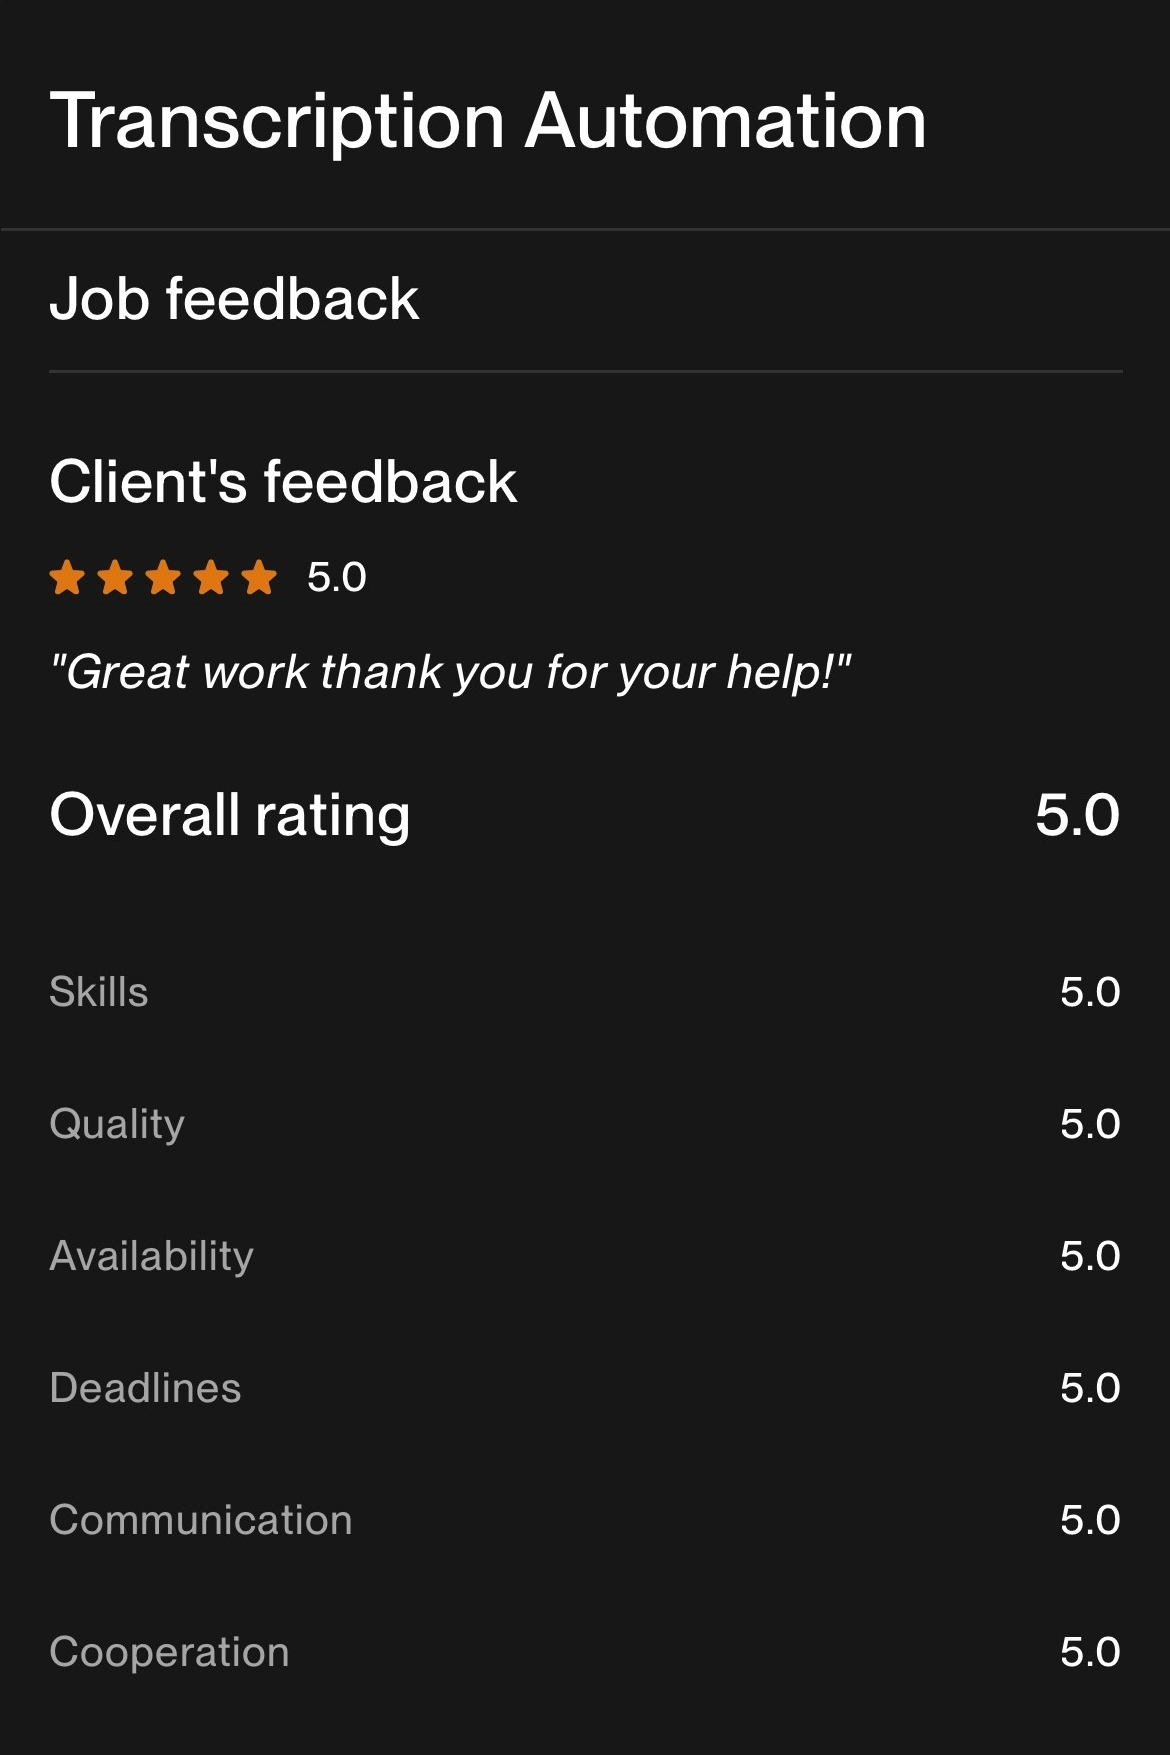 Transcription Automation
Job feedback
Client's feedback
5.0
"Great work thank you for your help!"
Overall rating 5.0
Skills 5.0
Quality 5.0
Availability 5.0
Deadlines 5.0
Communication 5.0
Cooperation 5.0